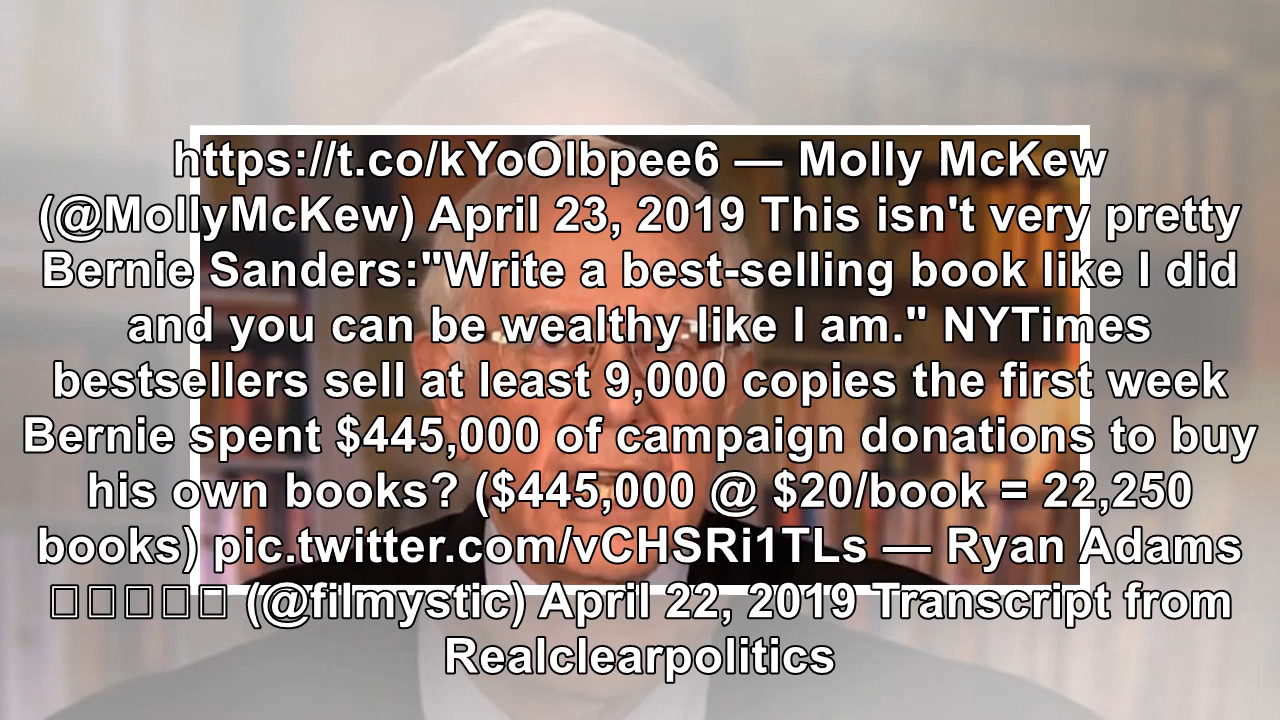 https://t.co/kYoOlbpee6 — Molly McKew
(@MollyMcKew) April 23, 2019 This isn't very pretty
Bernie Sanders:"Write a best-selling book like I did
and you can be wealthy like I am." NYTimes
bestsellers sell at least 9,000 copies the first week
Bernie spent $445,000 of campaign donations to buy
his own books? ($445,000 @ $20/book = 22,250
books) pic.twitter.com/vCHSRi1TLs — Ryan Adams
□□□□□ (@filmystic) April 22, 2019 Transcript from
Realclearpolitics